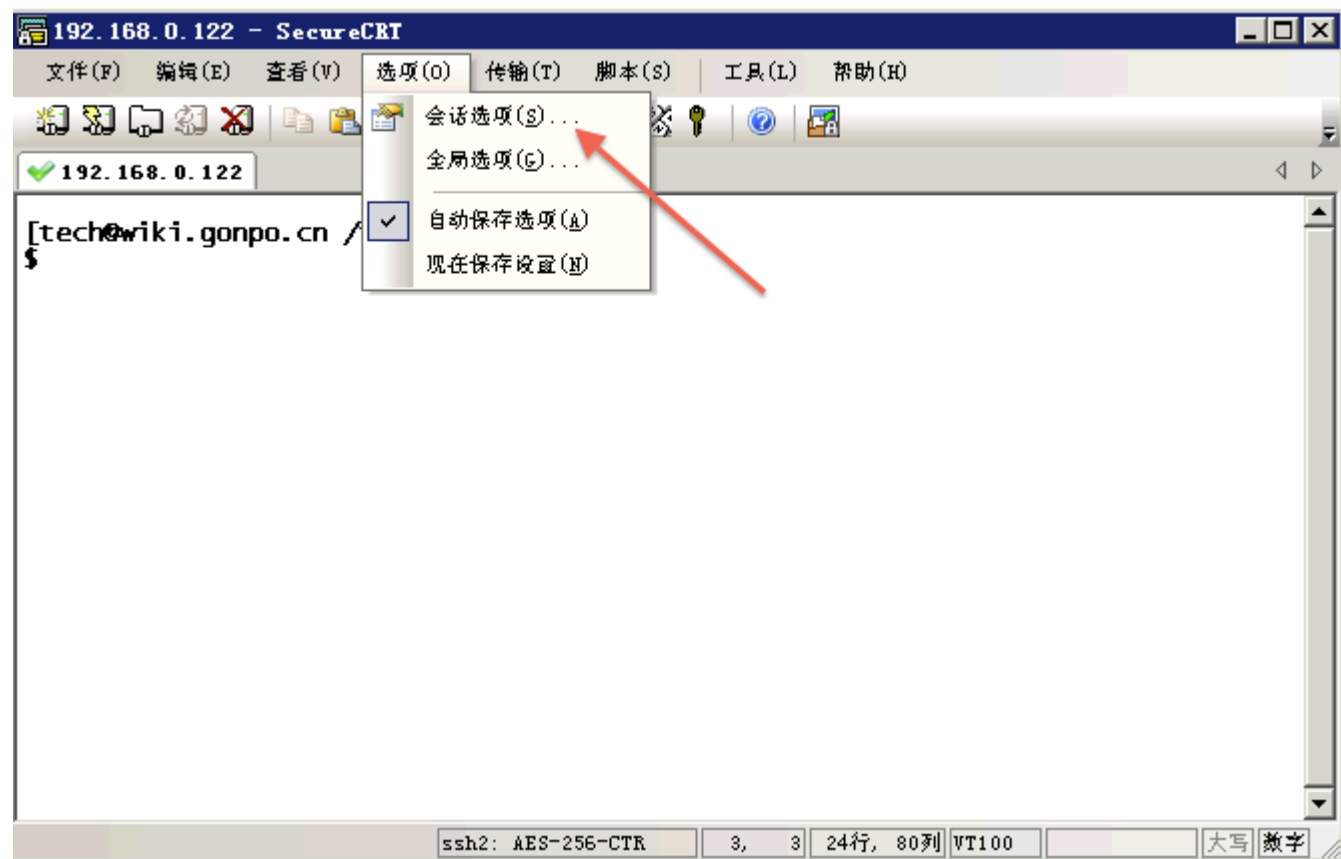 192.168.0.122 - SecureCRT
文件(F) 编辑(E) 查看(V) 选项(O) 传输(T) 脚本(S) 工具(L) 帮助(H)
会话选项(S)...
全局选项(G)...
192.168.0.122
自动保存选项(A)
[tech@wiki.gonpo.cn /
$
现在保存设置(N)
ssh2: AES-256-CTR 3, 3 24行, 80列 VT100 大写 数字